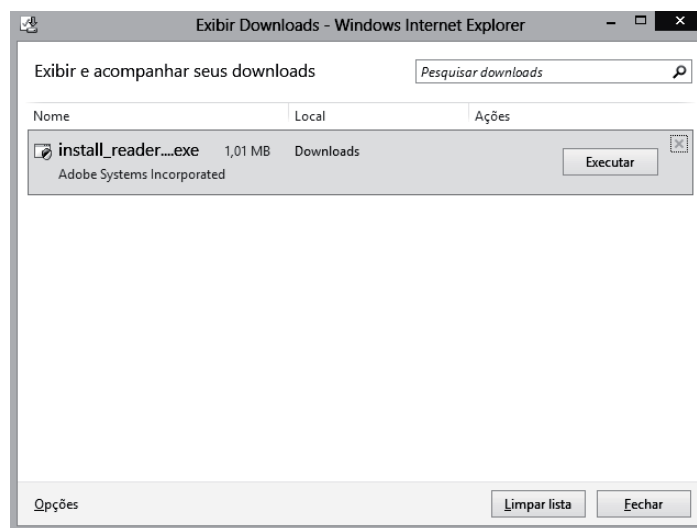 Exibir Downloads - Windows Internet Explorer
Exibir e acompanhar seus downloads
Pesquisar downloads
Nome Local Ações
install_reader....exe 1,01 MB Downloads Executar
Adobe Systems Incorporated
Opções Limpar lista Fechar